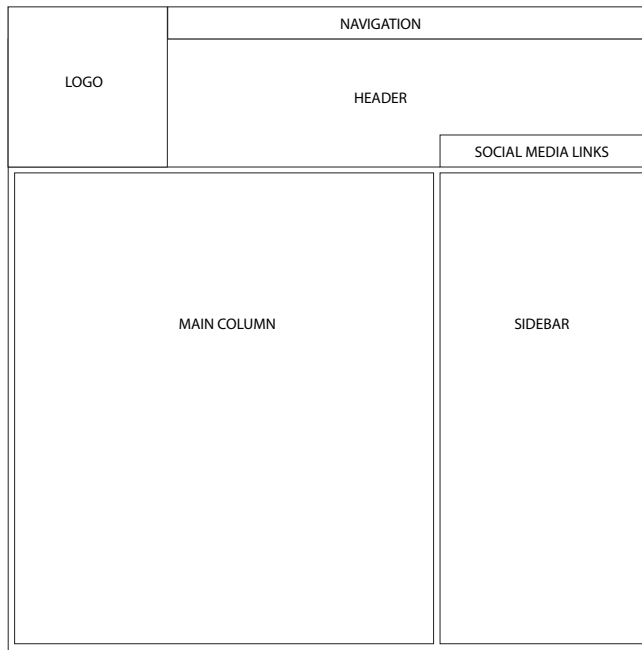 NAVIGATION
LOGO
HEADER
SOCIAL MEDIA LINKS
MAIN COLUMN
SIDEBAR